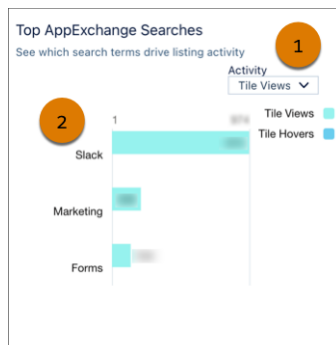 Top AppExchange Searches
1
See which search terms drive listing activity
Activity
Tile Views
2
1
Tile Views
Tile Hovers
Slack
Marketing
Forms